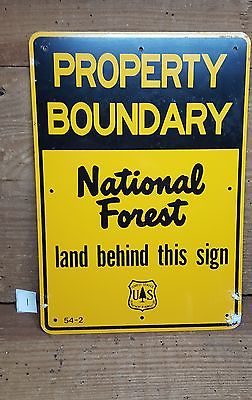 PROPERTY
BOUNDARY
National
Forest
land behind this sign
U S
54-2